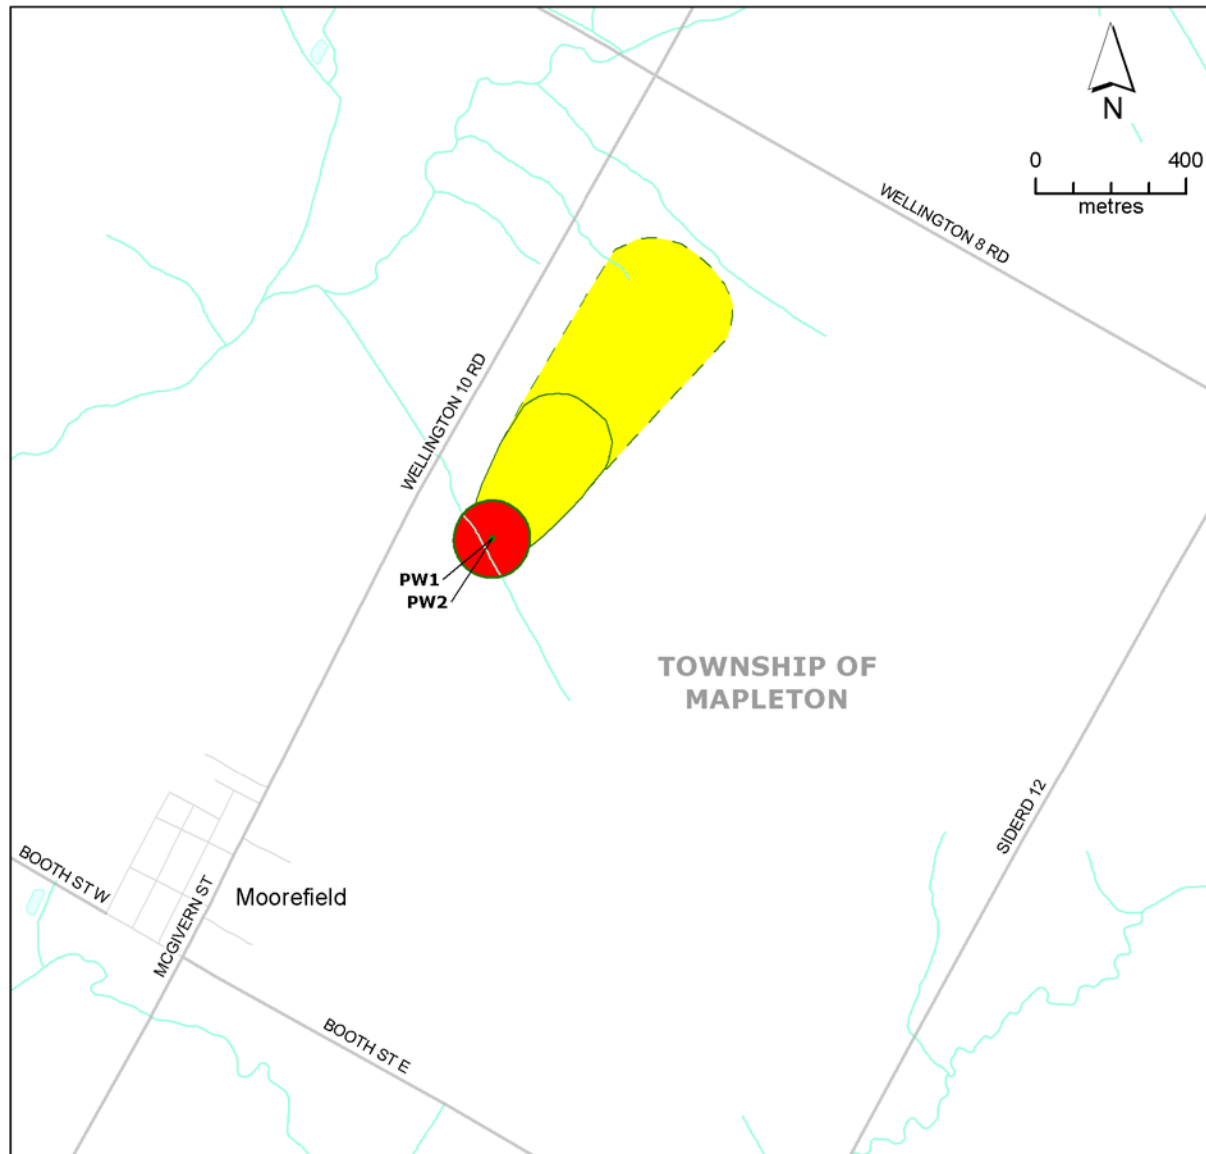 N
0 400
metres
WELLINGTON 8 RD
WELLINGTON 10 RD
PW1
PW2
TOWNSHIP OF
MAPLETON
SIDERD 12
BOOTH ST W
Moorefield
MCGIVERN ST
BOOTH ST E